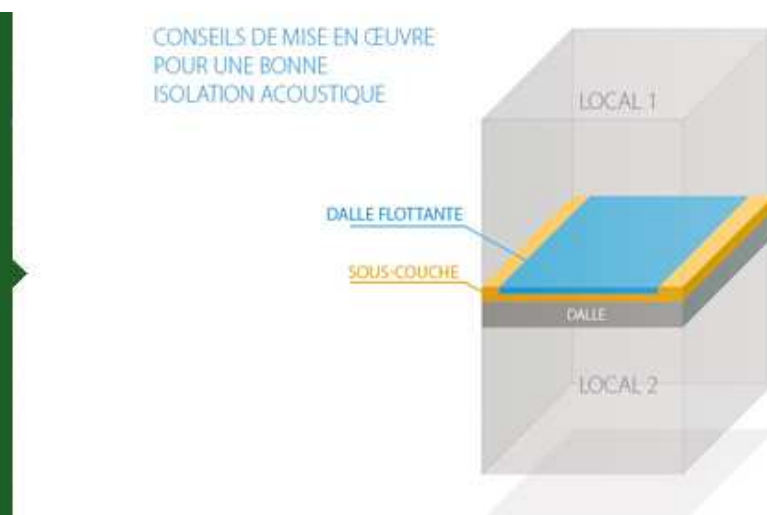 CONSEILS DE MISE EN ŒUVRE
POUR UNE BONNE
ISOLATION ACOUSTIQUE
LOCAL 1
DALLE FLOTTANTE
SOUS-COUCHE
DALLE
LOCAL 2